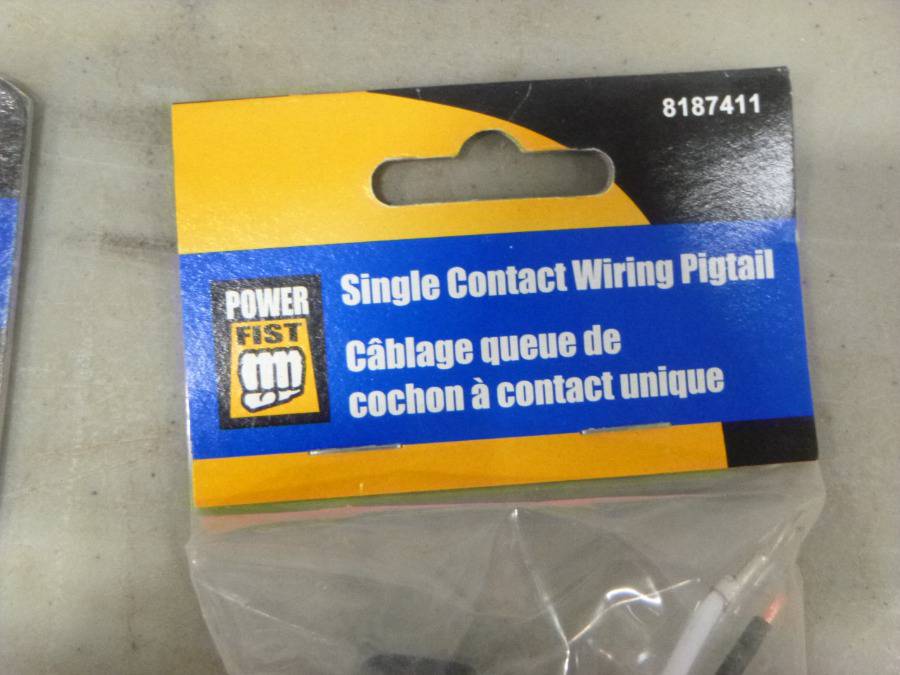 8187411
Single Contact Wiring Pigtail
POWER
FIST
Câblage queue de
cochon à contact unique